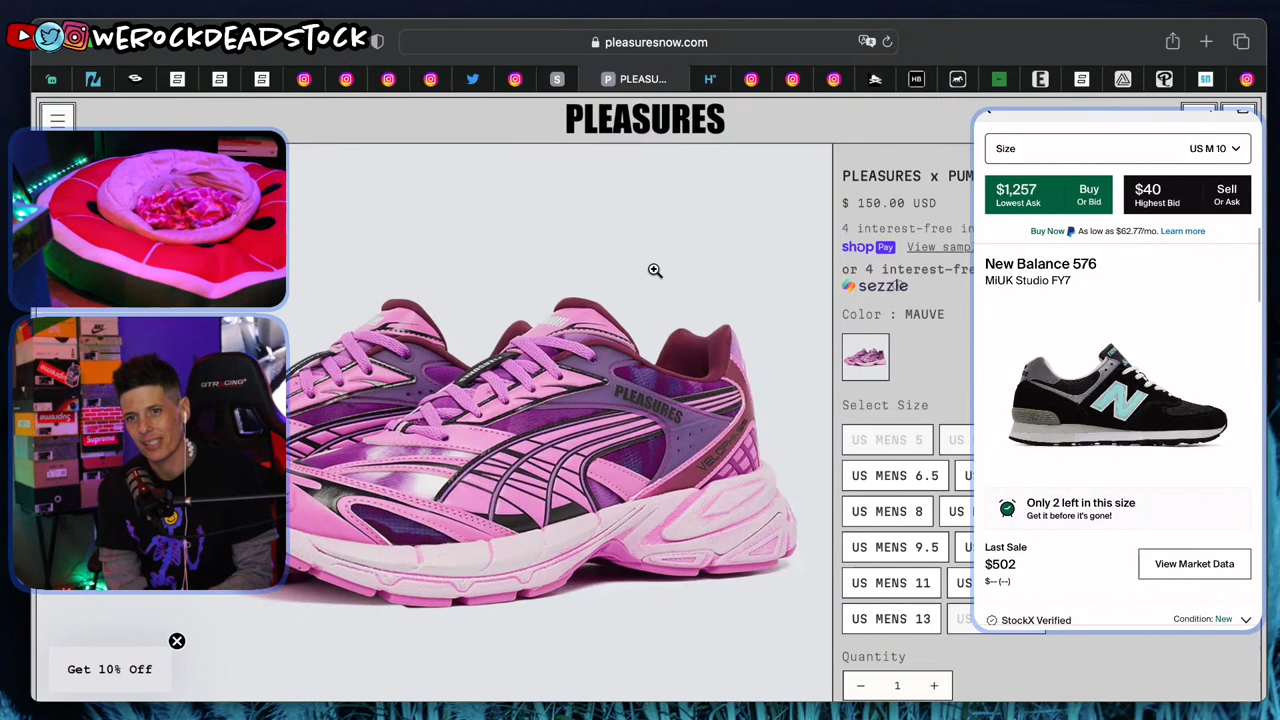 WEROCKDEADSTOCK
pleasuresnow.com
PLEASU...
PLEASURES
PLEASURES x PUM
$ 150.00 USD
4 interest-free in
shop Pay View samp
or 4 interest-fre
sezzle
Color : MAUVE
Select Size
US MENS 5
US MENS 6.5
US MENS 8
US MENS 9.5
US MENS 11
US MENS 13
Quantity
− 1 +
Get 10% Off
PLEASURES
Supreme
GTRACING
Size US M 10
$1,257 Buy
Lowest Ask Or Bid
$40 Sell
Highest Bid Or Ask
Buy Now As low as $62.77/mo. Learn more
New Balance 576
MiUK Studio FY7
Only 2 left in this size
Get it before it's gone!
Last Sale
$502
$-- (--)
View Market Data
StockX Verified
Condition: New